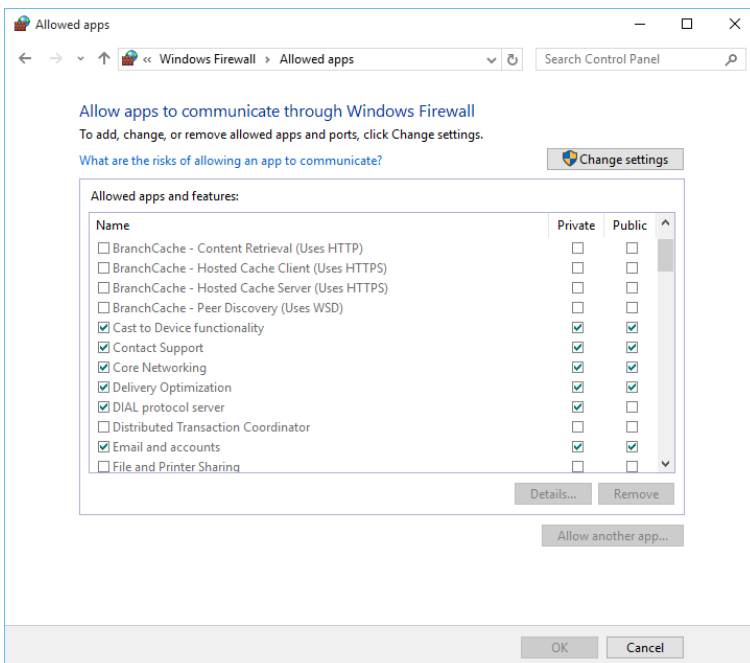 Allowed apps
« Windows Firewall > Allowed apps
Search Control Panel
Allow apps to communicate through Windows Firewall
To add, change, or remove allowed apps and ports, click Change settings.
What are the risks of allowing an app to communicate?
Change settings
Allowed apps and features:
Name Private Public
BranchCache - Content Retrieval (Uses HTTP)
BranchCache - Hosted Cache Client (Uses HTTPS)
BranchCache - Hosted Cache Server (Uses HTTPS)
BranchCache - Peer Discovery (Uses WSD)
Cast to Device functionality
Contact Support
Core Networking
Delivery Optimization
DIAL protocol server
Distributed Transaction Coordinator
Email and accounts
File and Printer Sharing
Details... Remove
Allow another app...
OK Cancel